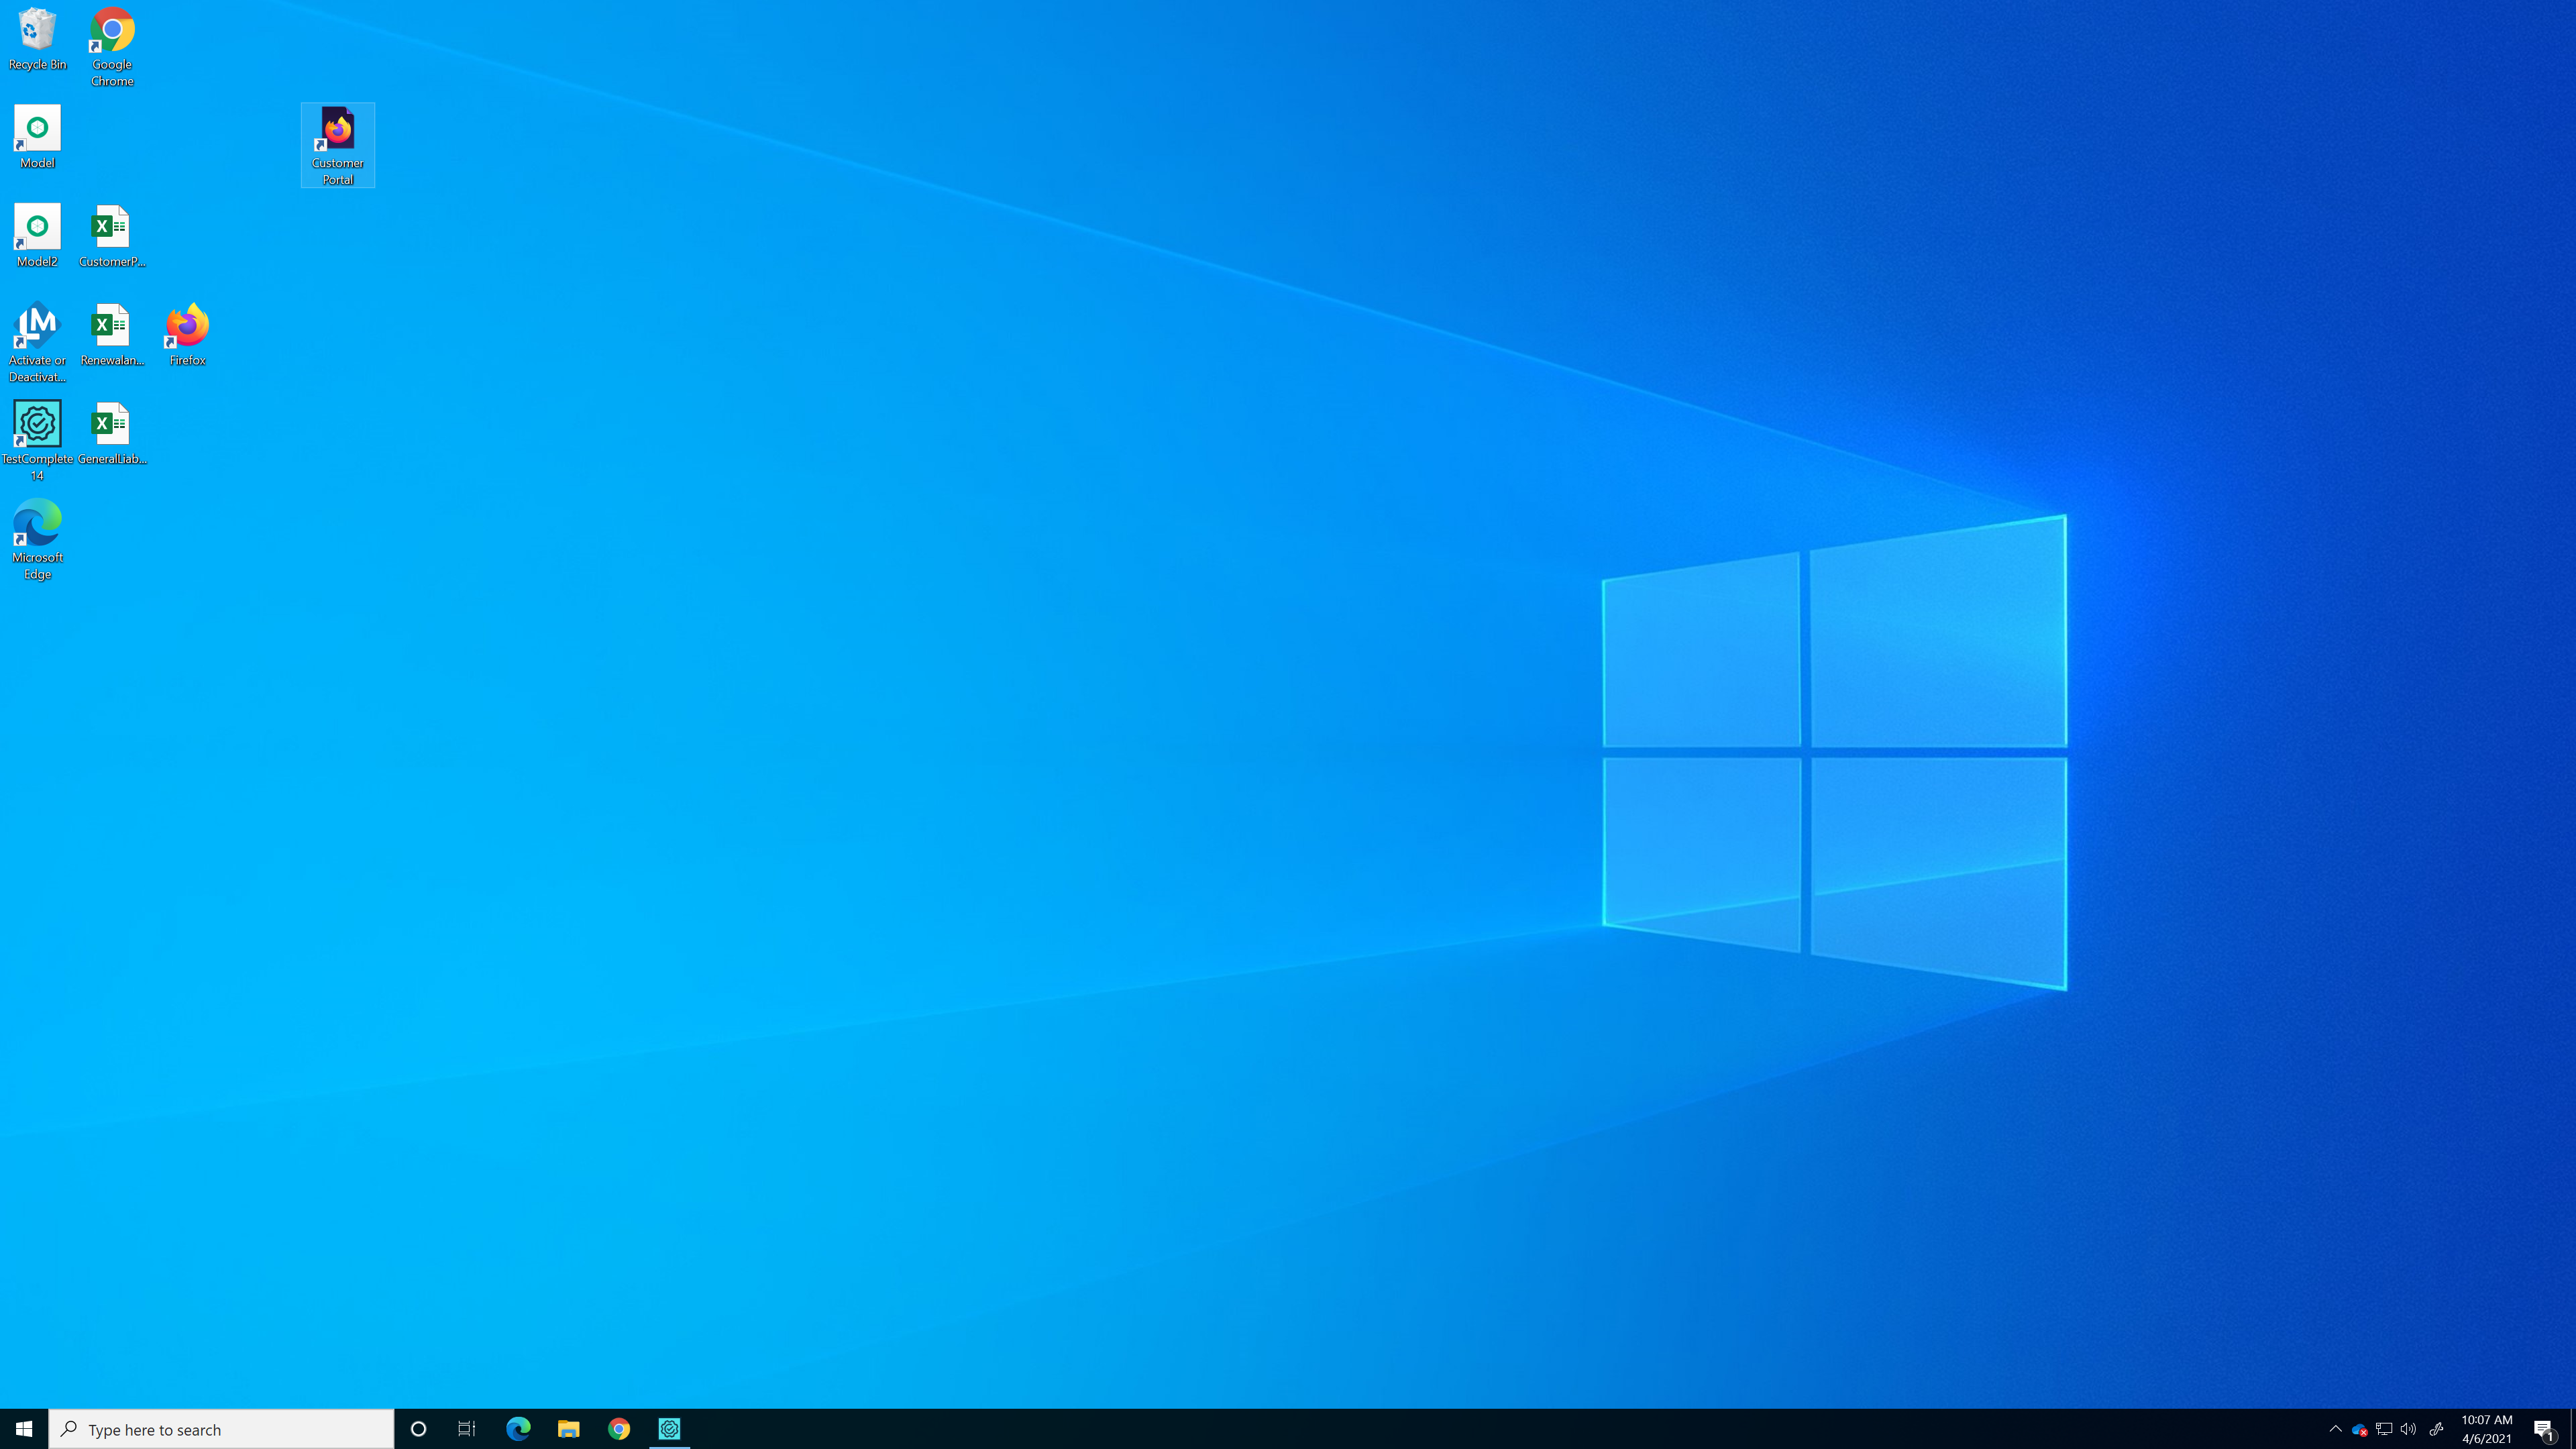 Recycle Bin
Google
Chrome
Model
Customer
Portal
Model2
CustomerP...
Activate or
Deactivat...
Renewalan...
Firefox
TestComplete
14
GeneralLiab...
Microsoft
Edge
Type here to search
10:07 AM
4/6/2021
1